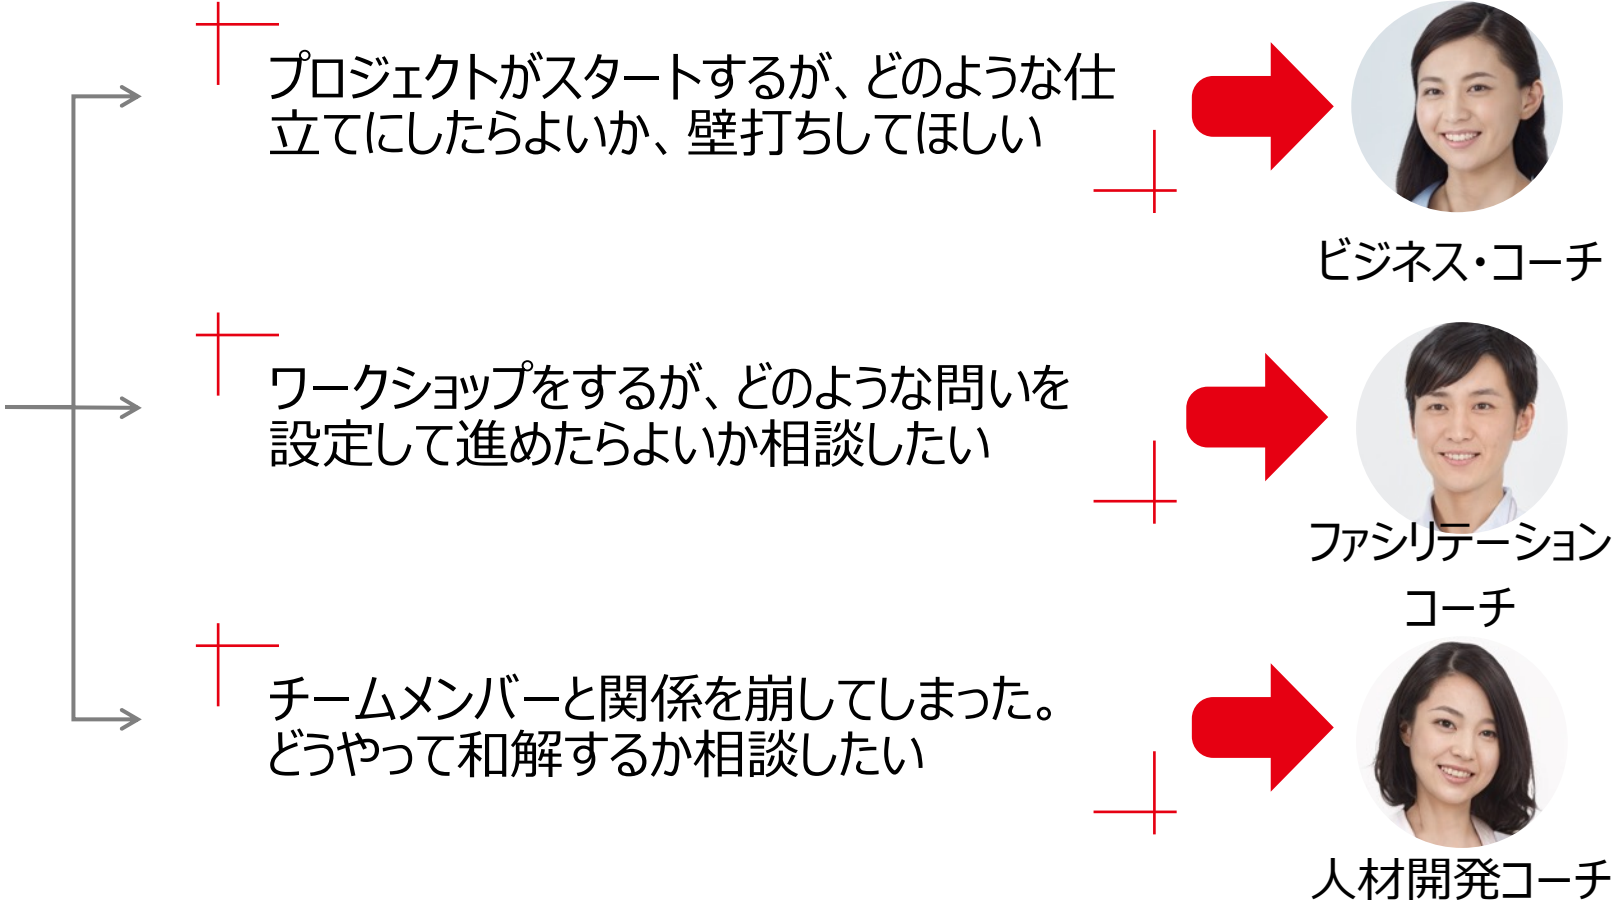 プロジェクトがスタートするが、どのような仕
立てにしたらよいか、壁打ちしてほしい
ビジネス・コーチ
ワークショップをするが、どのような問いを
設定して進めたらよいか相談したい
ファシリテーション
コーチ
チームメンバーと関係を崩してしまった。
どうやって和解するか相談したい
人材開発コーチ